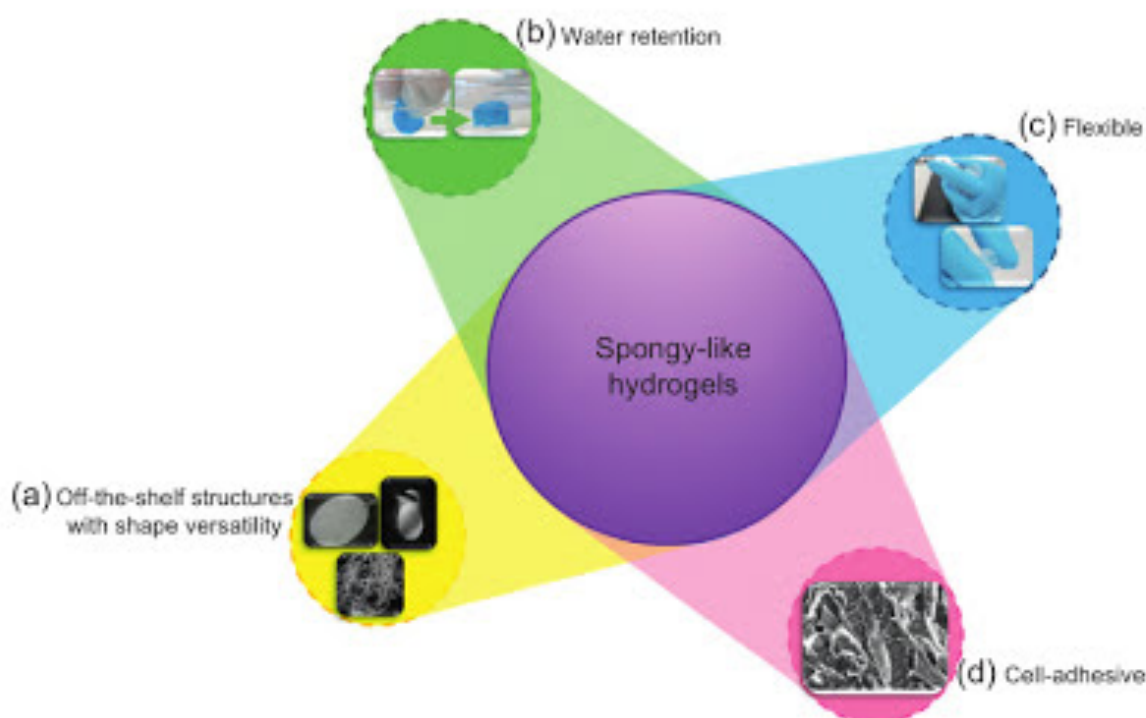 (b) Water retention
(c) Flexible
Spongy-like
hydrogels
(a) Off-the-shelf structures
with shape versatility
(d) Cell-adhesive